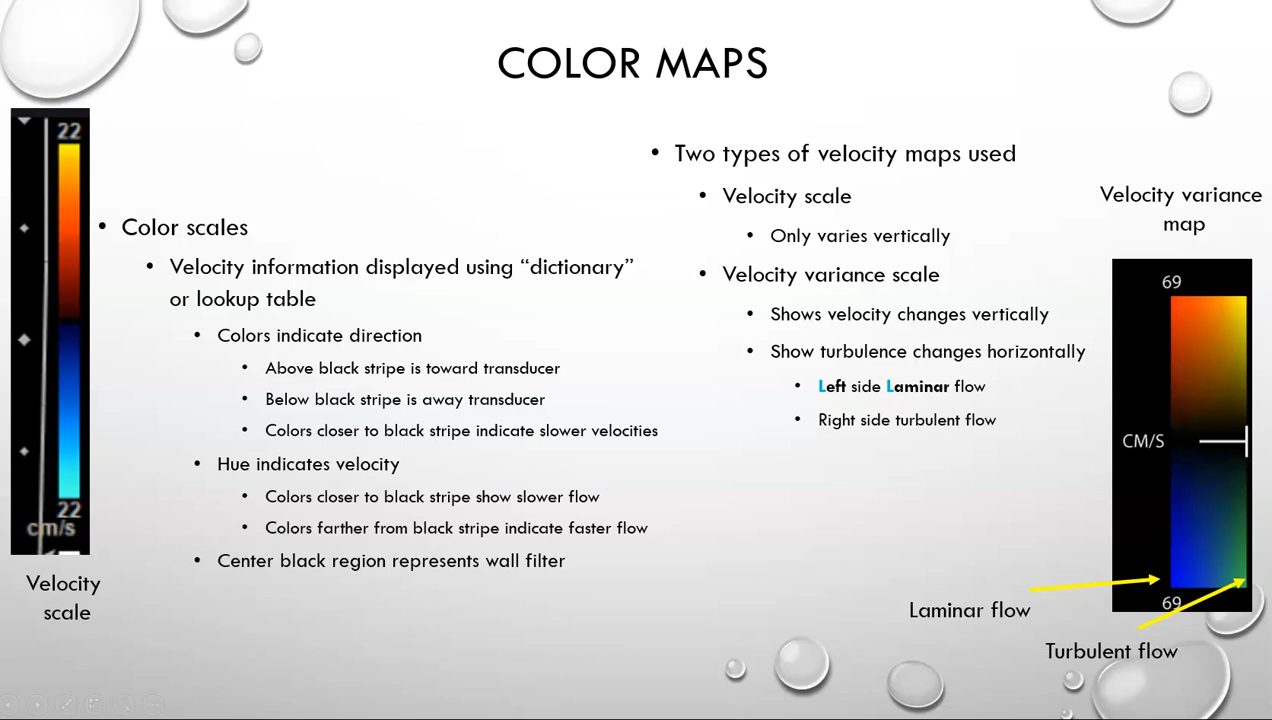 COLOR MAPS
22
22
cm/s
Velocity
scale
• Color scales
• Velocity information displayed using “dictionary”
or lookup table
• Colors indicate direction
• Above black stripe is toward transducer
• Below black stripe is away transducer
• Colors closer to black stripe indicate slower velocities
• Hue indicates velocity
• Colors closer to black stripe show slower flow
• Colors farther from black stripe indicate faster flow
• Center black region represents wall filter
• Two types of velocity maps used
• Velocity scale
• Only varies vertically
• Velocity variance scale
• Shows velocity changes vertically
• Show turbulence changes horizontally
• Left side Laminar flow
• Right side turbulent flow
Velocity variance
map
69
CM/S
69
Laminar flow
Turbulent flow